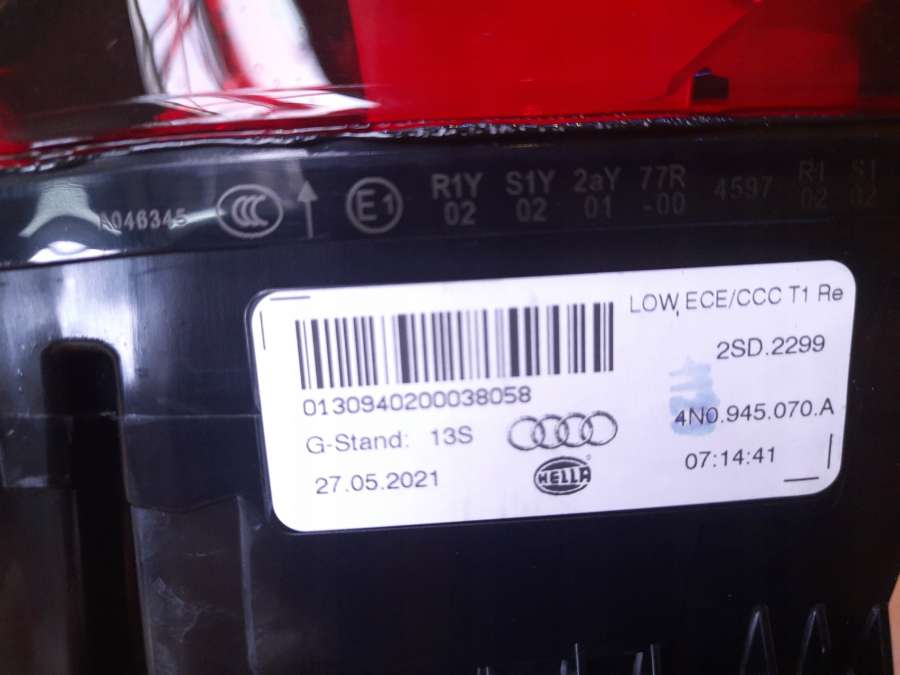 A046345 CCC E1 R1Y S1Y 2aY 77R 4597 R1 S1
02 02 01 -00 02 02
LOW, ECE/CCC T1 Re
2SD.2299
0130940200038058
4N0.945.070.A
G-Stand: 13S
07:14:41
27.05.2021
HELLA